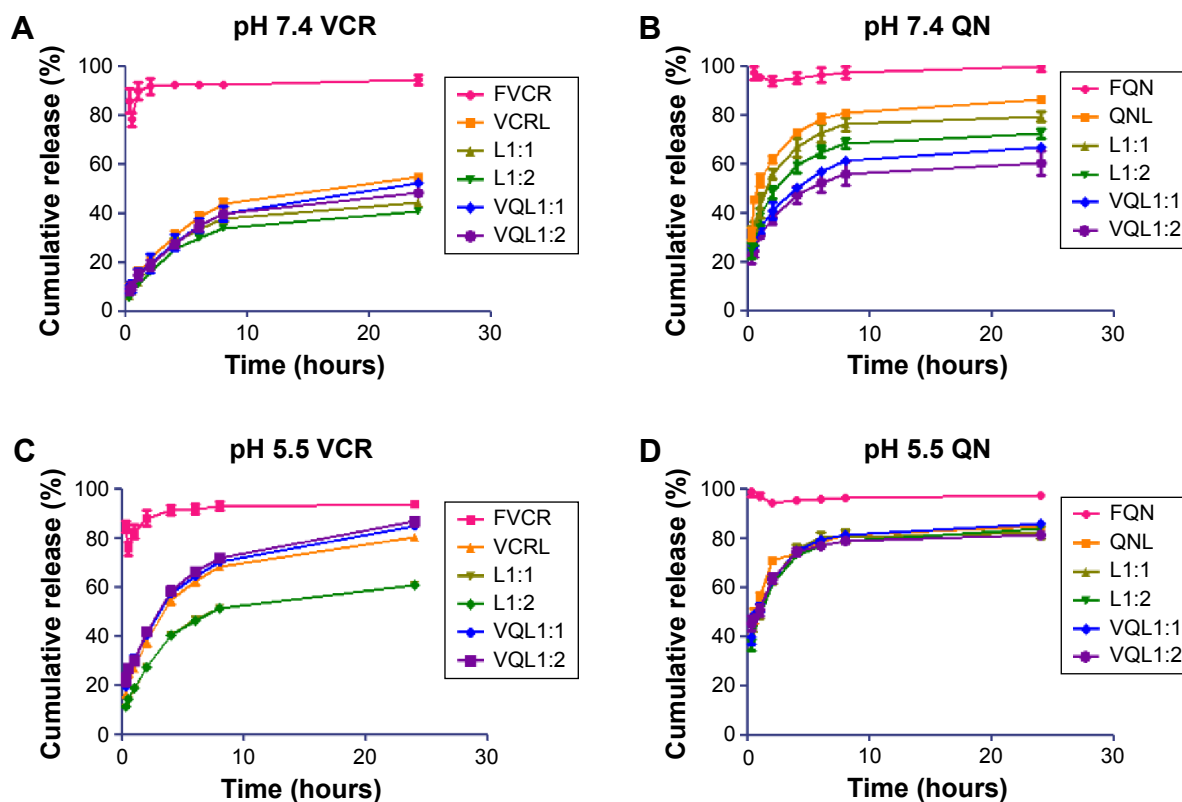 A
pH 7.4 VCR
Cumulative release (%)
100
80
60
40
20
0
0 10 20 30
Time (hours)
FVCR
VCRL
L1:1
L1:2
VQL1:1
VQL1:2
B
pH 7.4 QN
Cumulative release (%)
100
80
60
40
20
0
0 10 20 30
Time (hours)
FQN
QNL
L1:1
L1:2
VQL1:1
VQL1:2
C
pH 5.5 VCR
Cumulative release (%)
100
80
60
40
20
0
0 10 20 30
Time (hours)
FVCR
VCRL
L1:1
L1:2
VQL1:1
VQL1:2
D
pH 5.5 QN
Cumulative release (%)
100
80
60
40
20
0
0 10 20 30
Time (hours)
FQN
QNL
L1:1
L1:2
VQL1:1
VQL1:2